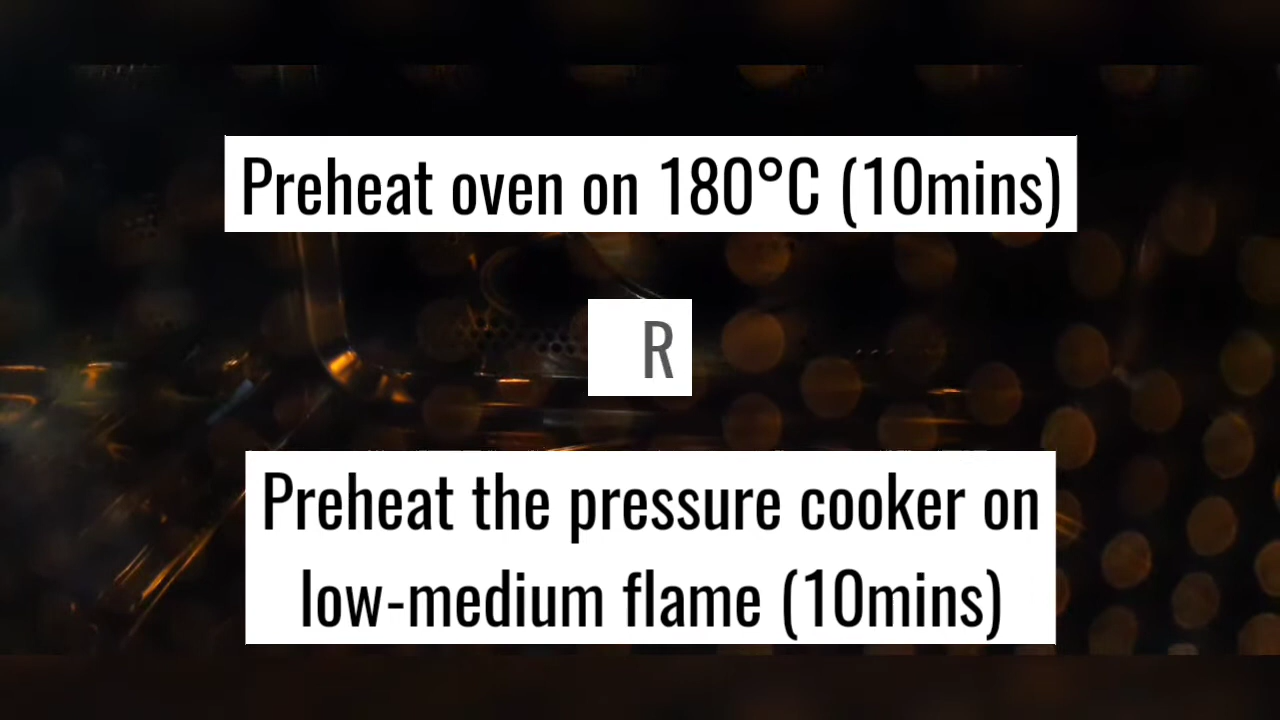 Preheat oven on 180°C (10mins)
R
Preheat the pressure cooker on
low-medium flame (10mins)